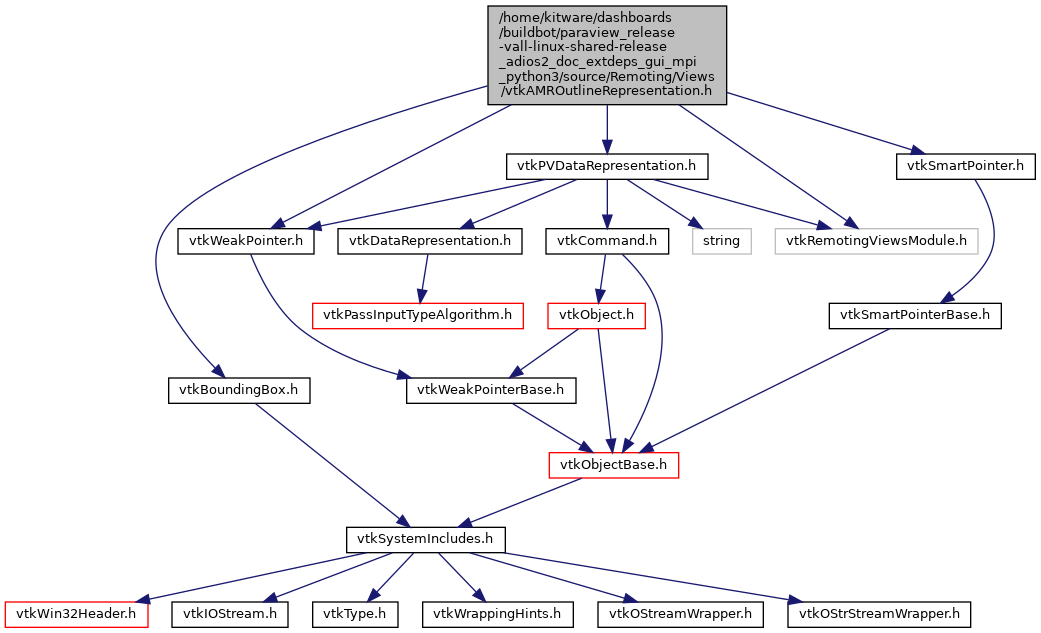 /home/kitware/dashboards
/buildbot/paraview_release
-vall-linux-shared-release
_adios2_doc_extdeps_gui_mpi
_python3/source/Remoting/Views
/vtkAMROutlineRepresentation.h
vtkPVDataRepresentation.h
vtkSmartPointer.h
vtkWeakPointer.h
vtkDataRepresentation.h
vtkCommand.h
string
vtkRemotingViewsModule.h
vtkPassInputTypeAlgorithm.h
vtkObject.h
vtkSmartPointerBase.h
vtkBoundingBox.h
vtkWeakPointerBase.h
vtkObjectBase.h
vtkSystemIncludes.h
vtkWin32Header.h
vtkIOStream.h
vtkType.h
vtkWrappingHints.h
vtkOStreamWrapper.h
vtkOStrStreamWrapper.h